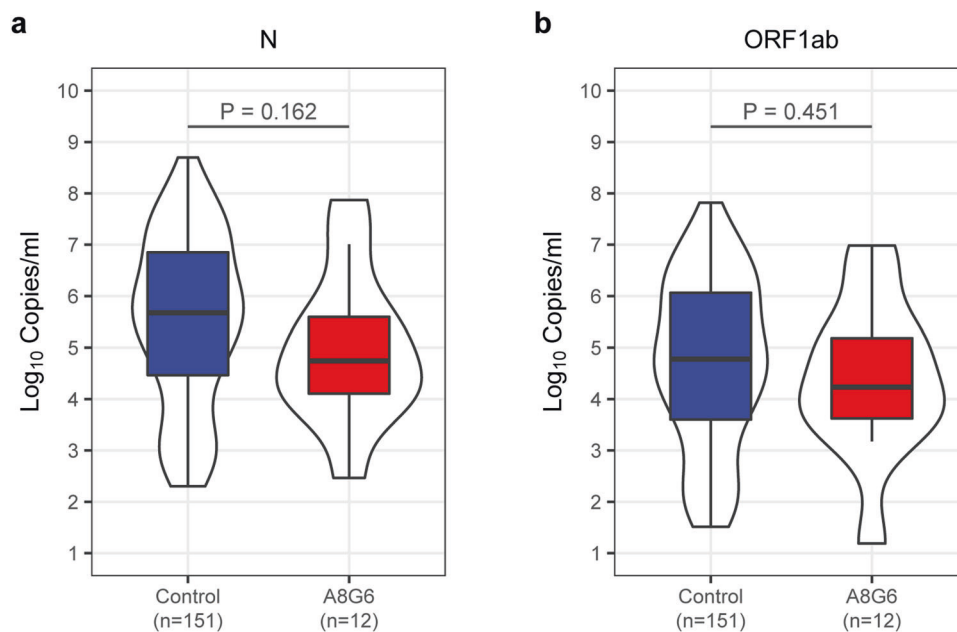 a
N
Log10 Copies/ml
10
9
8
7
6
5
4
3
2
1
P = 0.162
Control
(n=151)
A8G6
(n=12)
b
ORF1ab
Log10 Copies/ml
10
9
8
7
6
5
4
3
2
1
P = 0.451
Control
(n=151)
A8G6
(n=12)